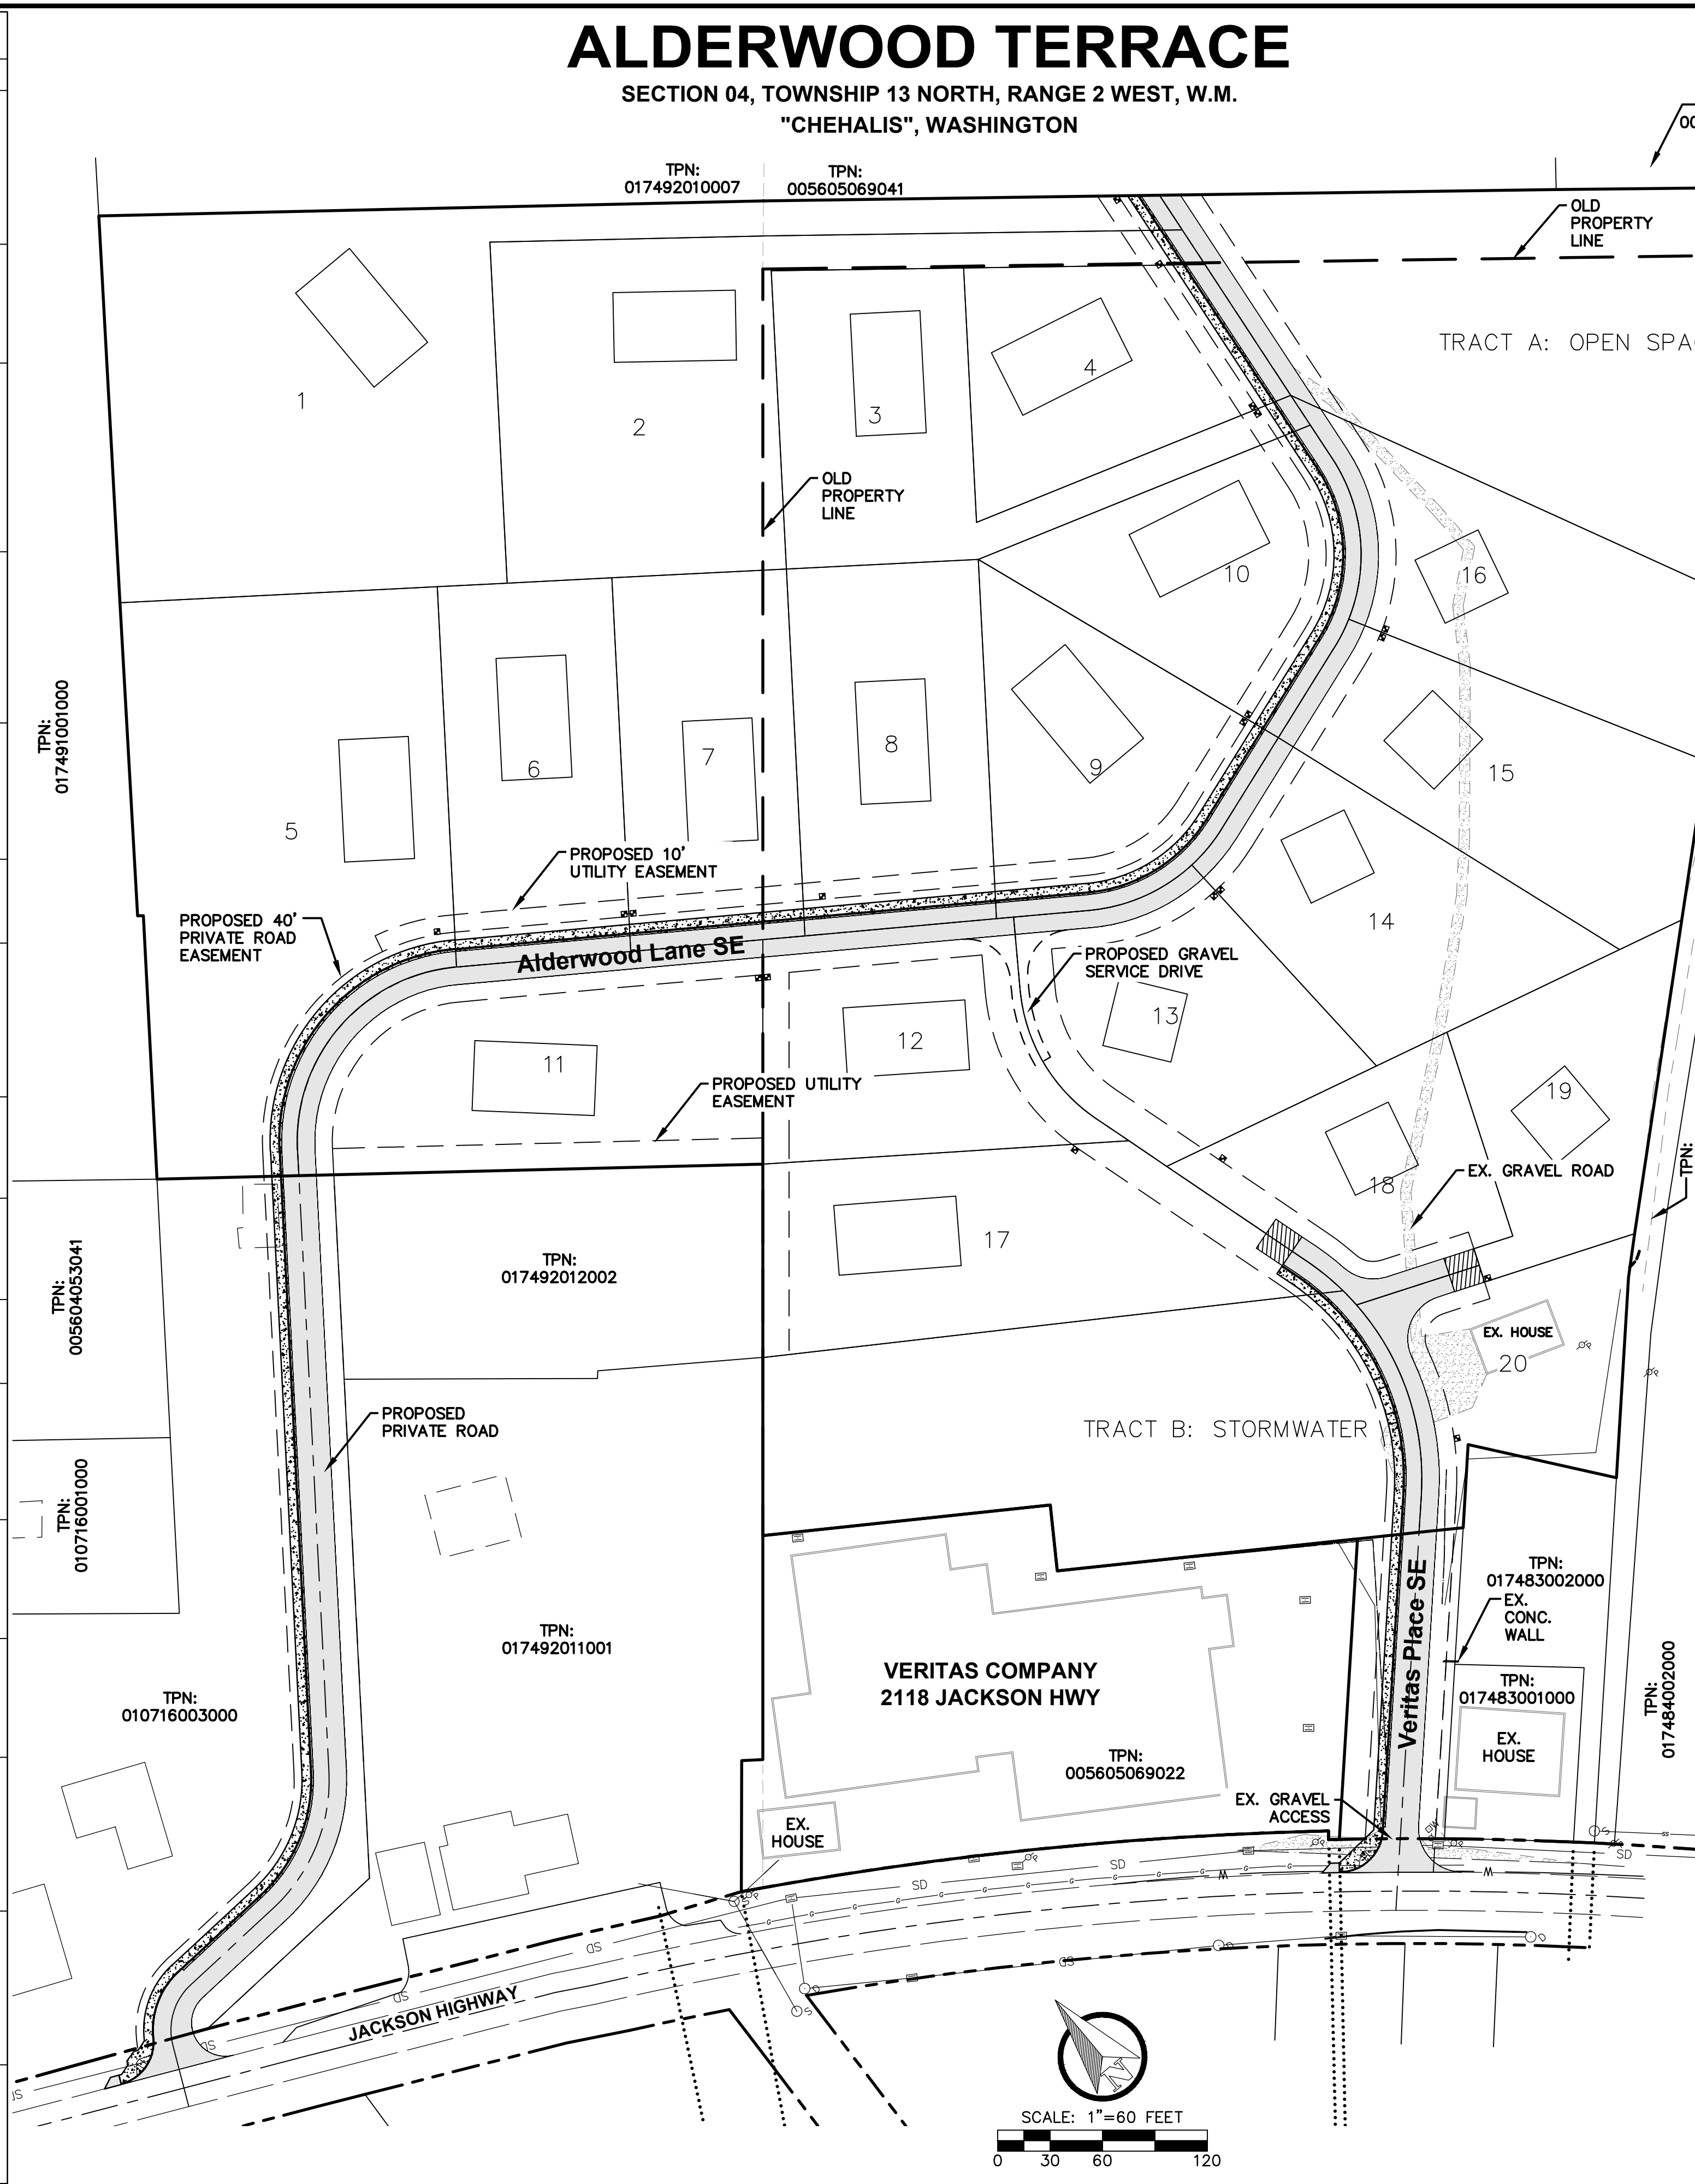 ALDERWOOD TERRACE
SECTION 04, TOWNSHIP 13 NORTH, RANGE 2 WEST, W.M.
"CHEHALIS", WASHINGTON
TPN:
017492010007
TPN:
005605069041
OLD
PROPERTY
LINE
TRACT A: OPEN
1
2
3
4
OLD
PROPERTY
LINE
10
16
TPN:
017491001000
5
6
7
8
9
15
14
PROPOSED 10'
UTILITY EASEMENT
PROPOSED 40'
PRIVATE ROAD
EASEMENT
Alderwood Lane SE
PROPOSED GRAVEL
SERVICE DRIVE
11
12
13
PROPOSED UTILITY
EASEMENT
19
18
EX. GRAVEL ROAD
TPN:
TPN:
005604053041
TPN:
017492012002
17
EX. HOUSE
20
PROPOSED
PRIVATE ROAD
TRACT B: STORMWATER
TPN:
010716001000
TPN:
017492011001
TPN:
017483002000
EX.
CONC.
WALL
Veritas Place SE
VERITAS COMPANY
2118 JACKSON HWY
TPN:
010716003000
TPN:
017483001000
TPN:
017484002000
EX.
HOUSE
TPN:
005605069022
EX. GRAVEL
ACCESS
EX.
HOUSE
SD
SD
SD
SD
SD
SD
SD
W
W
G
G
G
G
G
G
G
G
G
G
JACKSON HIGHWAY
N
SCALE: 1"=60 FEET
0 30 60 120